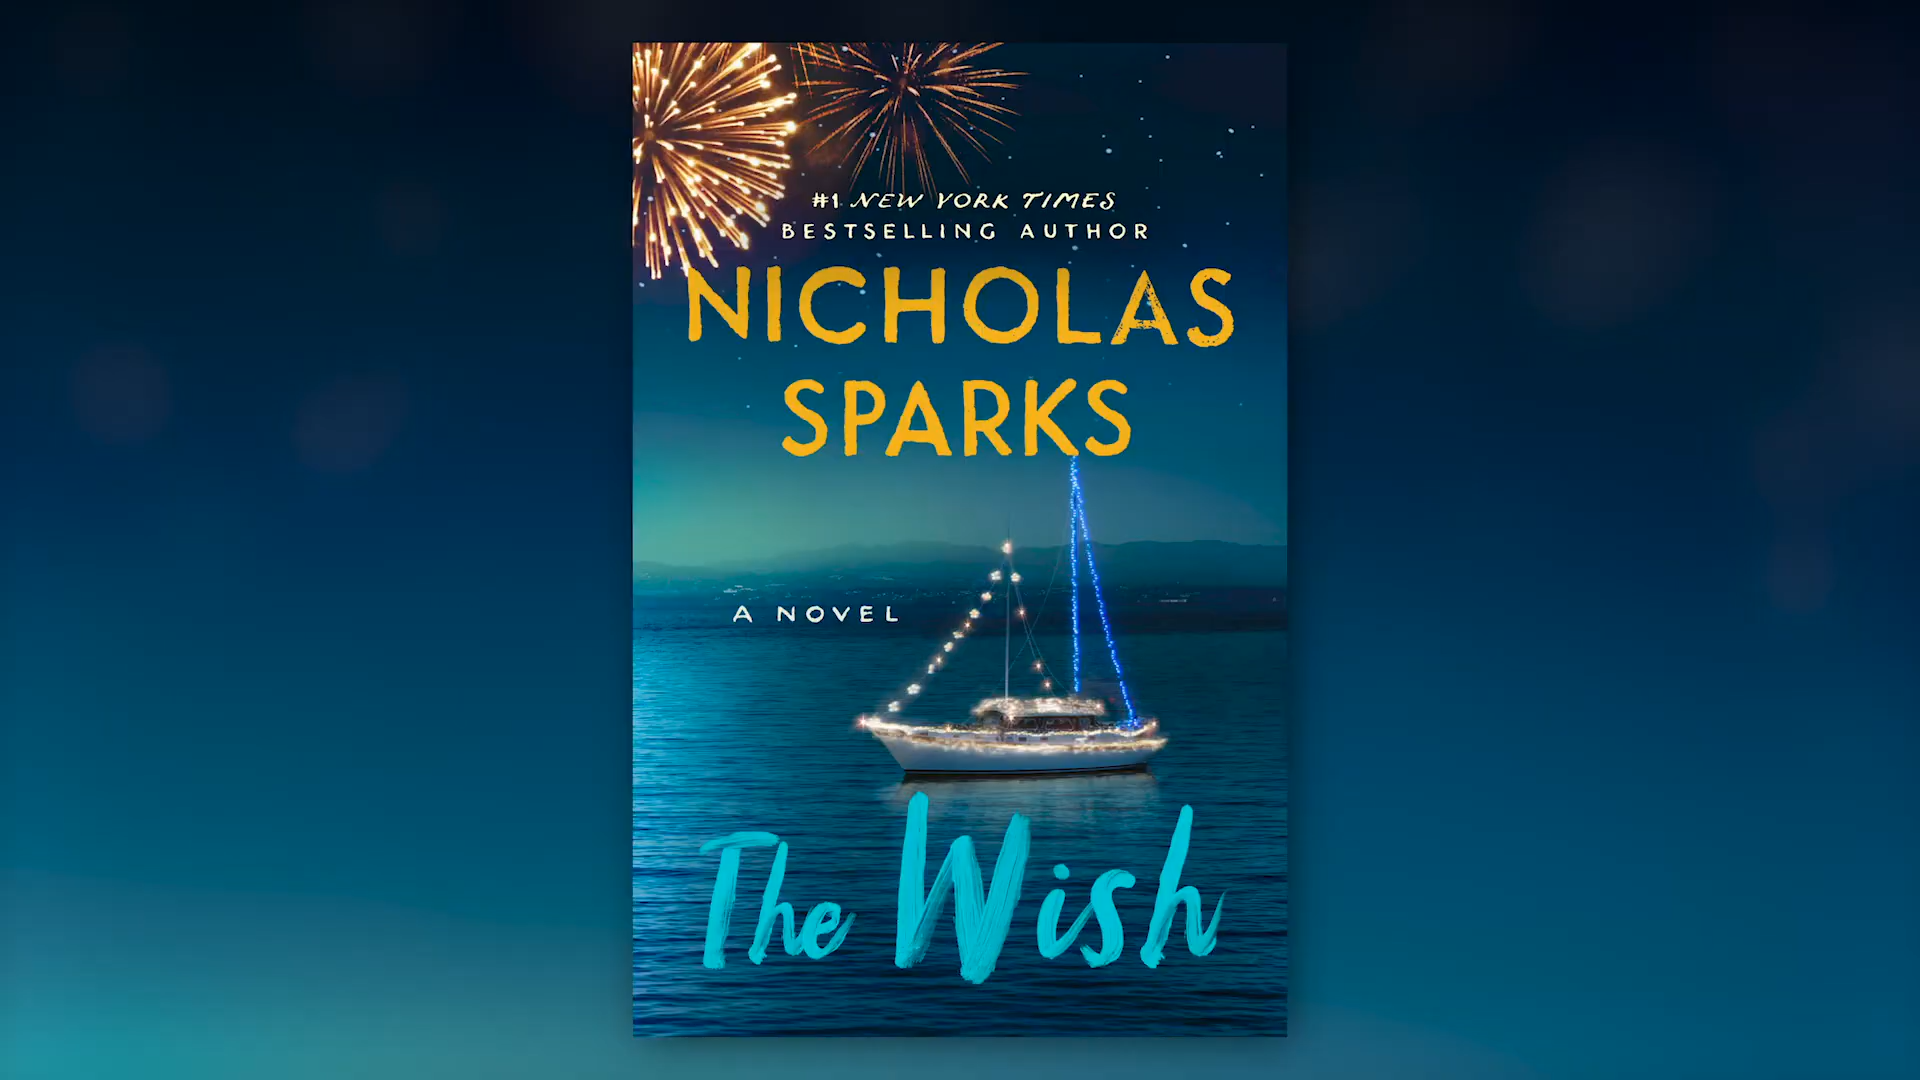 #1 NEW YORK TIMES
BESTSELLING AUTHOR
NICHOLAS
SPARKS
A NOVEL
The Wish